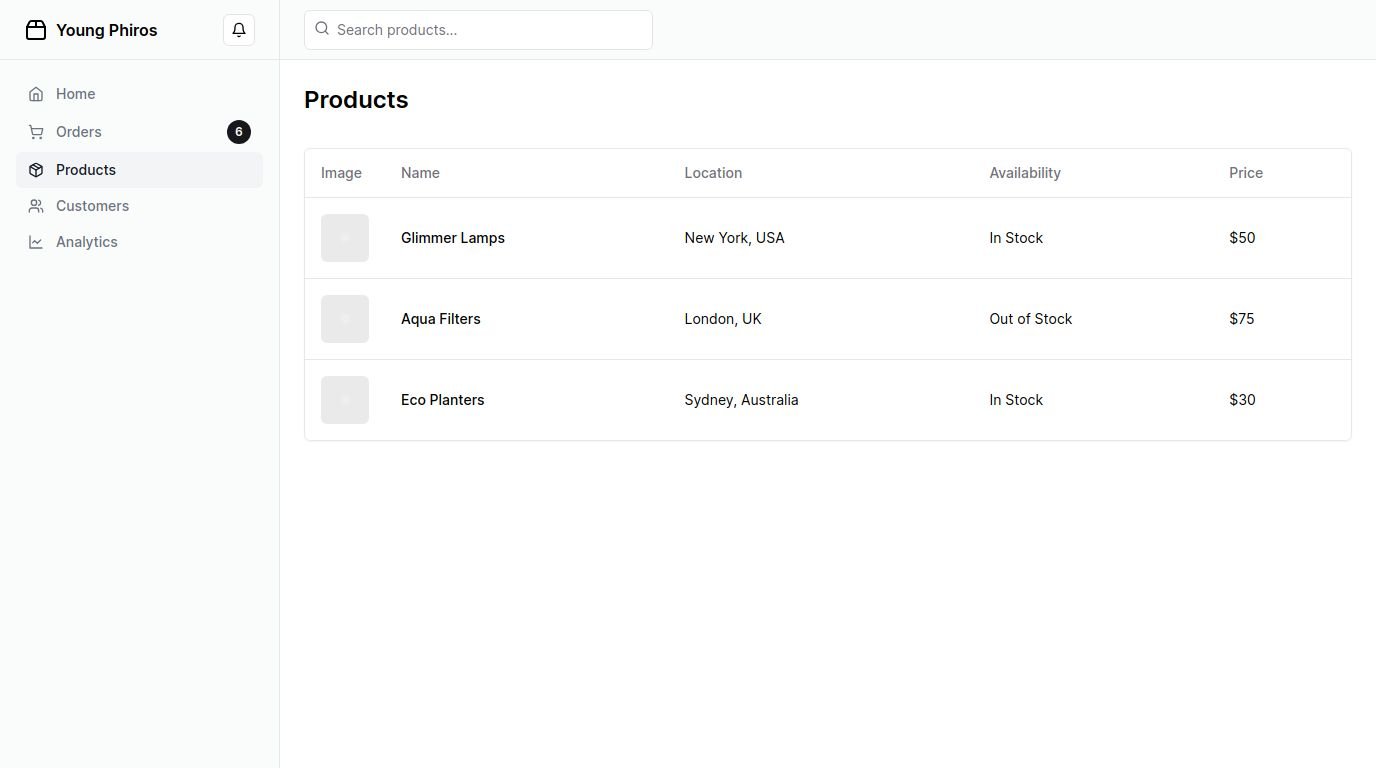 Young Phiros
Search products...
Home
Orders 6
Products
Customers
Analytics
Products
Image Name Location Availability Price
Glimmer Lamps New York, USA In Stock $50
Aqua Filters London, UK Out of Stock $75
Eco Planters Sydney, Australia In Stock $30